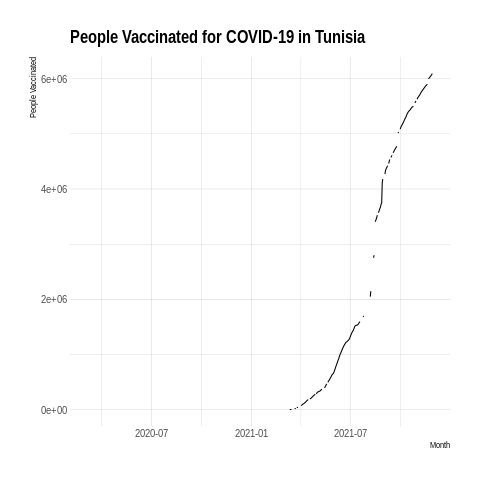 People Vaccinated for COVID-19 in Tunisia
People Vaccinated
6e+06
4e+06
2e+06
0e+00
2020-07 2021-01 2021-07
Month